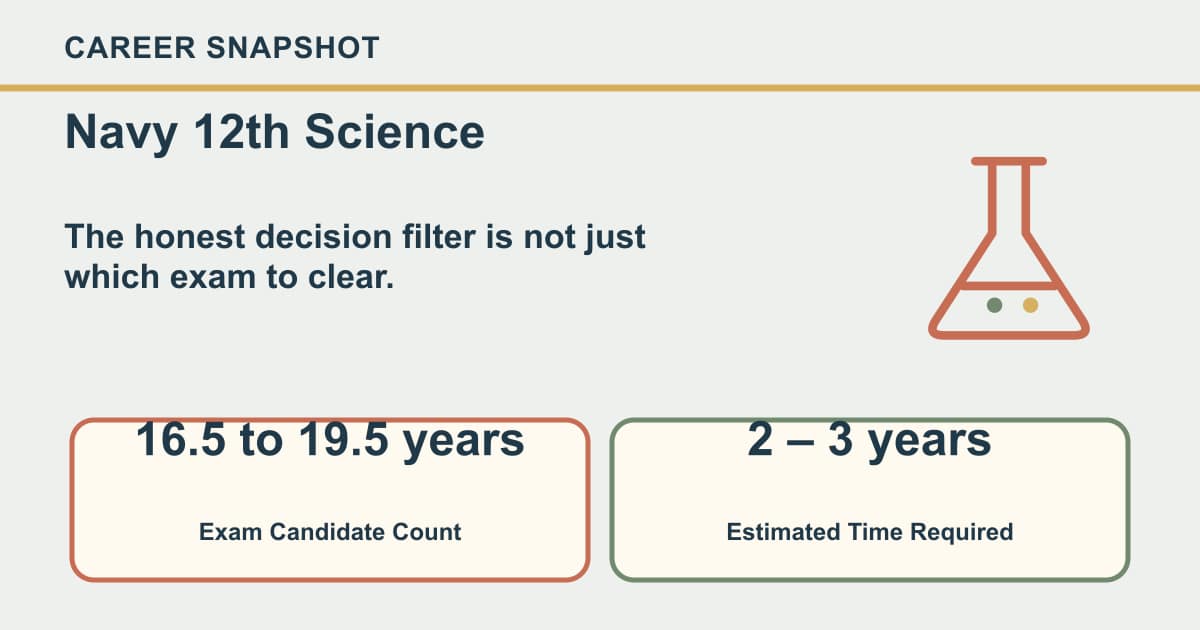 CAREER SNAPSHOT
Navy 12th Science
The honest decision filter is not just
which exam to clear.
16.5 to 19.5 years
Exam Candidate Count
2 – 3 years
Estimated Time Required